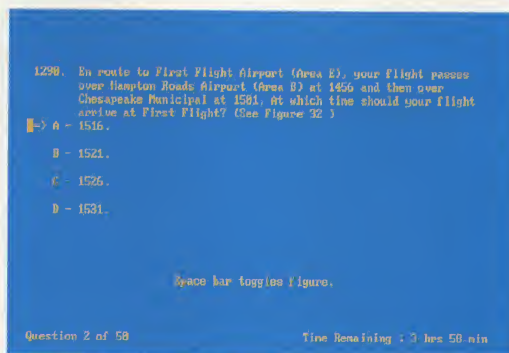 1290. En route to First Flight Airport (Area E), your flight passes
over Hampton Roads Airport (Area B) at 1456 and then over
Chesapeake Municipal at 1501. At which time should your flight
arrive at First Flight? (See Figure 32 )
=> A - 1516.
B - 1521.
C - 1526.
D - 1531.
Space bar toggles figure.
Question 2 of 50
Time Remaining : 3 hrs 50 min